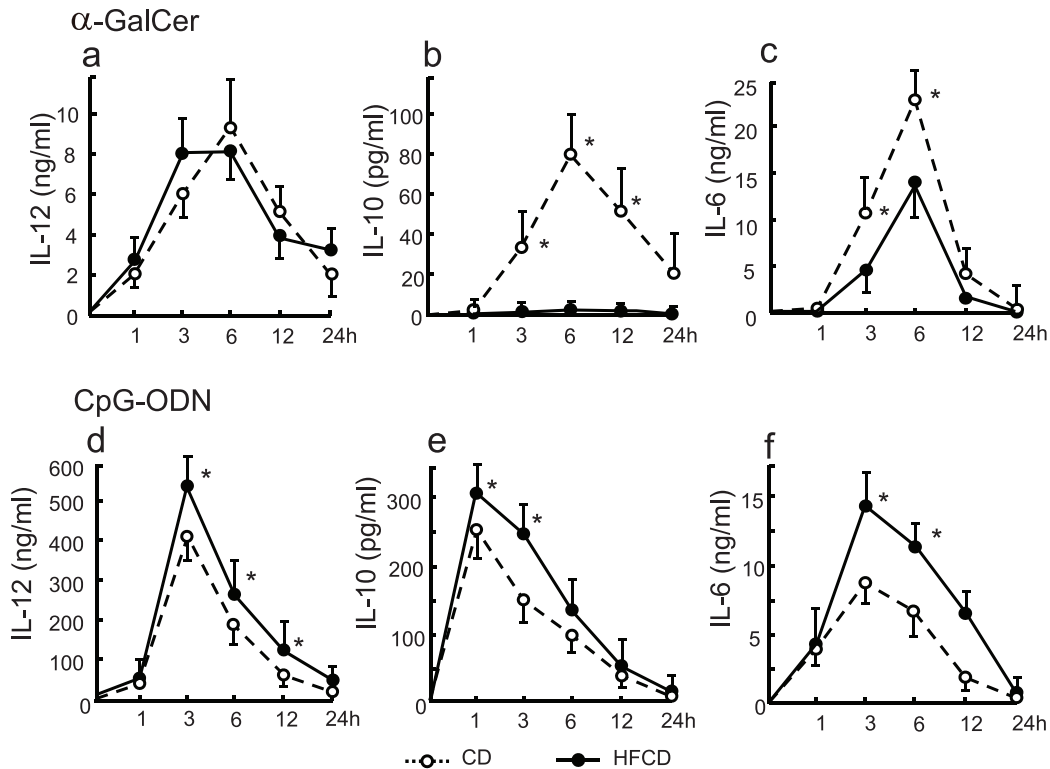 α-GalCer
a
IL-12 (ng/ml)
10
8
6
4
2
0
1 3 6 12 24h
b
IL-10 (pg/ml)
100
80
60
40
20
0
* * *
1 3 6 12 24h
c
IL-6 (ng/ml)
25
20
15
10
5
0
* *
1 3 6 12 24h
CpG-ODN
d
IL-12 (ng/ml)
600
500
400
300
200
100
0
* * *
1 3 6 12 24h
e
IL-10 (pg/ml)
300
200
100
0
* *
1 3 6 12 24h
f
IL-6 (ng/ml)
15
10
5
0
* *
1 3 6 12 24h
CD HFCD